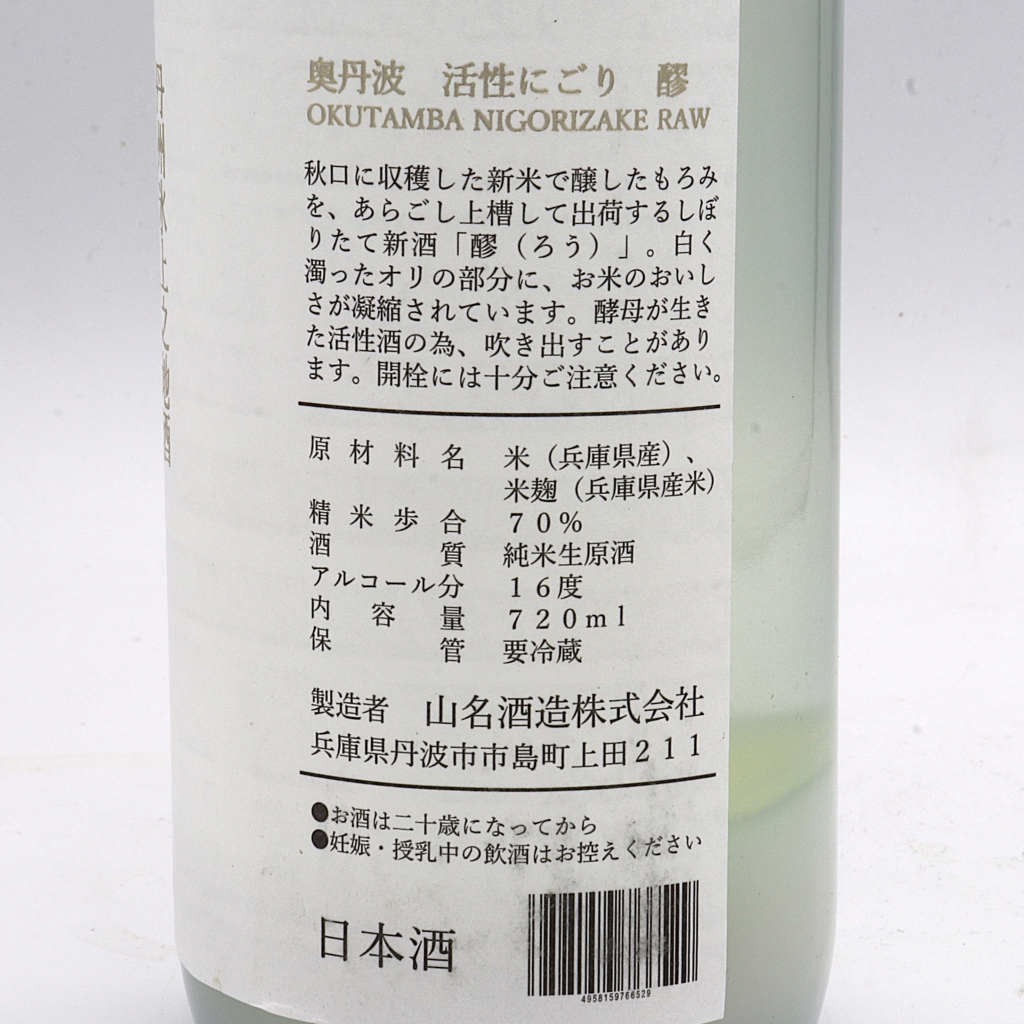 奥丹波　活性にごり　醪
OKUTAMBA NIGORIZAKE RAW
秋口に収穫した新米で醸したもろみ
を、あらごし上槽して出荷するしぼ
りたて新酒「醪（ろう）」。白く
濁ったオリの部分に、お米のおいし
さが凝縮されています。酵母が生き
た活性酒の為、吹き出すことがあり
ます。開栓には十分ご注意ください。
原材料名　米（兵庫県産）、
米麹（兵庫県産米）
精米歩合　７０％
酒質　純米生原酒
アルコール分　１６度
内容量　７２０ｍｌ
保管　要冷蔵
製造者　山名酒造株式会社
兵庫県丹波市市島町上田２１１
●お酒は二十歳になってから
●妊娠・授乳中の飲酒はお控えください
日本酒
4958159766529